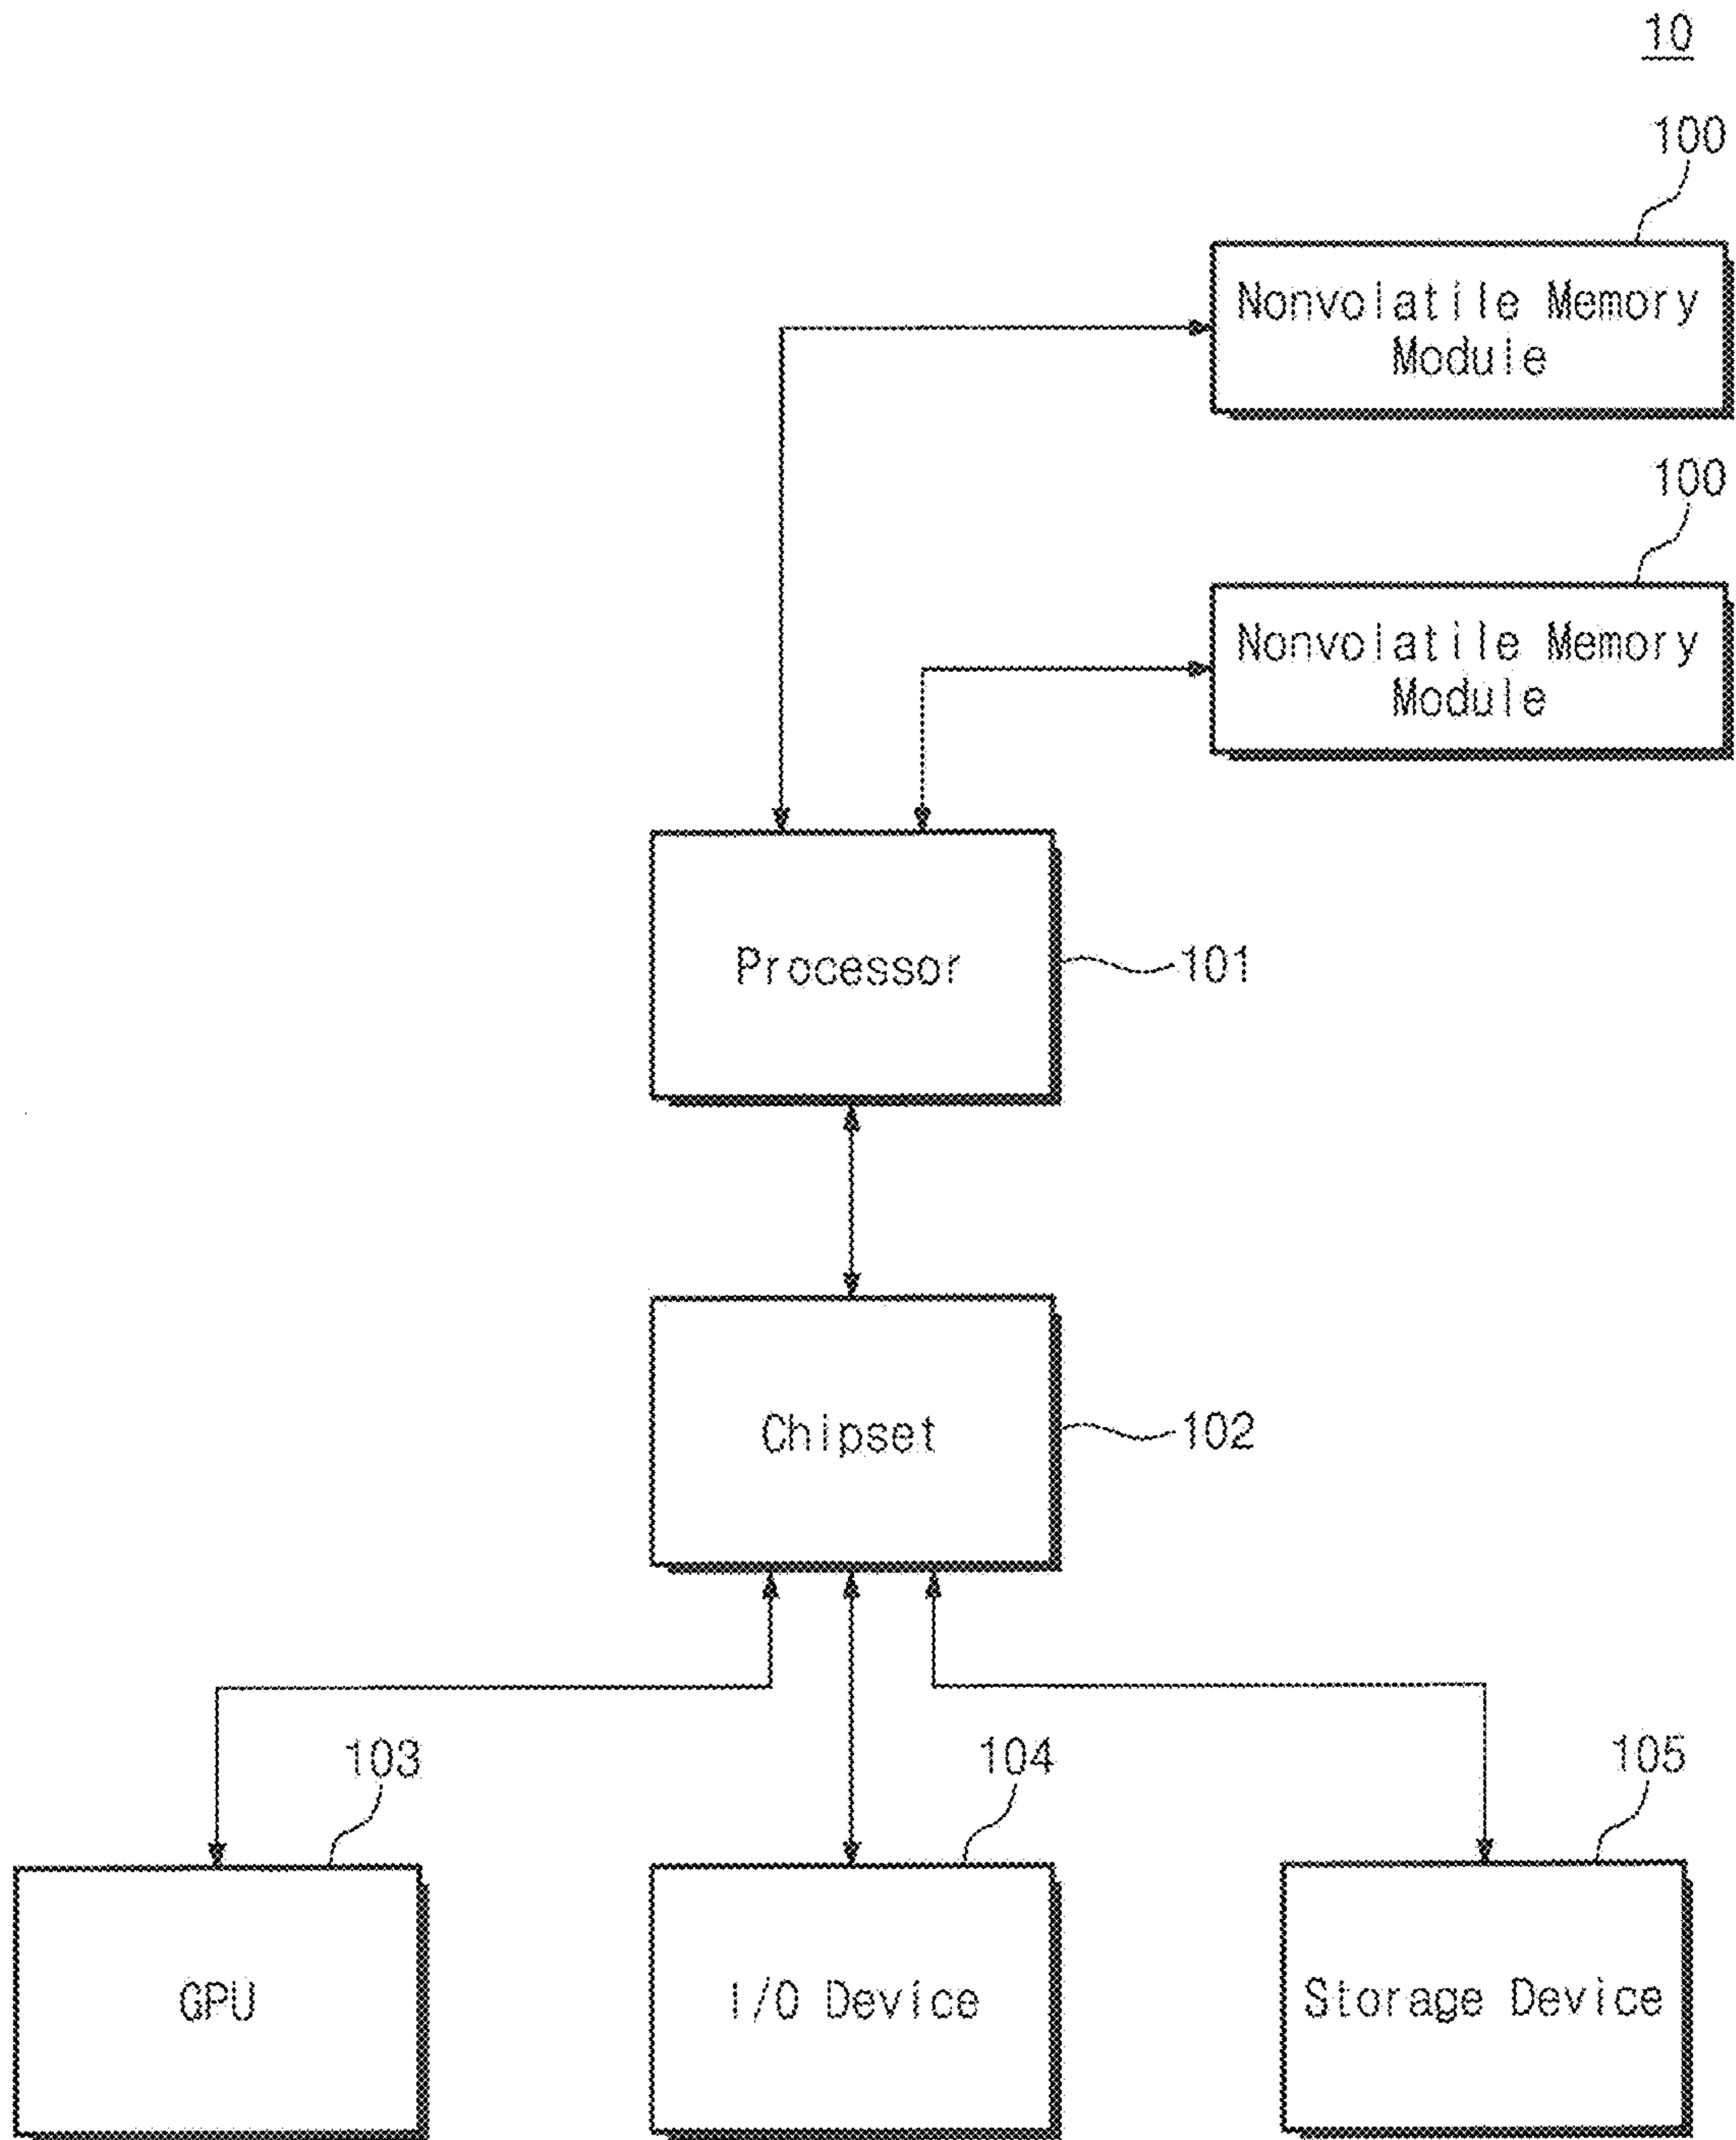 10
100
Nonvolatile Memory
Module
100
Nonvolatile Memory
Module
Processor
101
Chipset
102
103
104
105
GPU
I/O Device
Storage Device